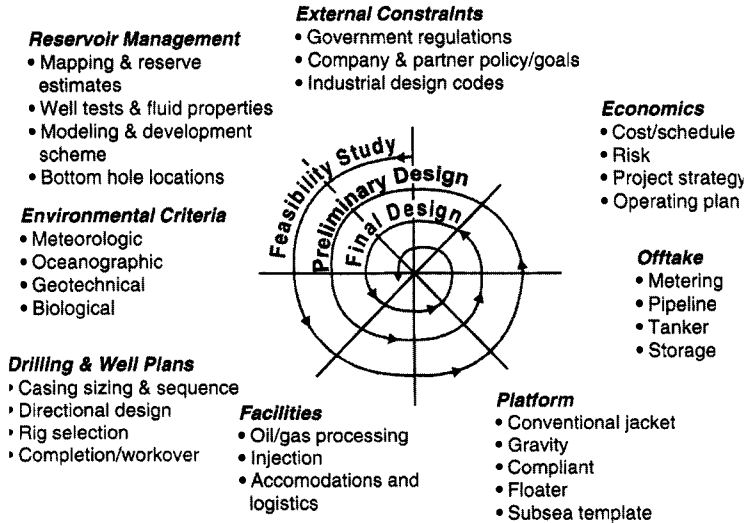 External Constraints
• Government regulations
• Company & partner policy/goals
• Industrial design codes
Reservoir Management
• Mapping & reserve
estimates
• Well tests & fluid properties
• Modeling & development
scheme
• Bottom hole locations
Economics
• Cost/schedule
• Risk
• Project strategy
• Operating plan
Feasibility Study
Preliminary Design
Final Design
Environmental Criteria
• Meteorologic
• Oceanographic
• Geotechnical
• Biological
Offtake
• Metering
• Pipeline
• Tanker
• Storage
Drilling & Well Plans
• Casing sizing & sequence
• Directional design
• Rig selection
• Completion/workover
Facilities
• Oil/gas processing
• Injection
• Accomodations and
logistics
Platform
• Conventional jacket
• Gravity
• Compliant
• Floater
• Subsea template